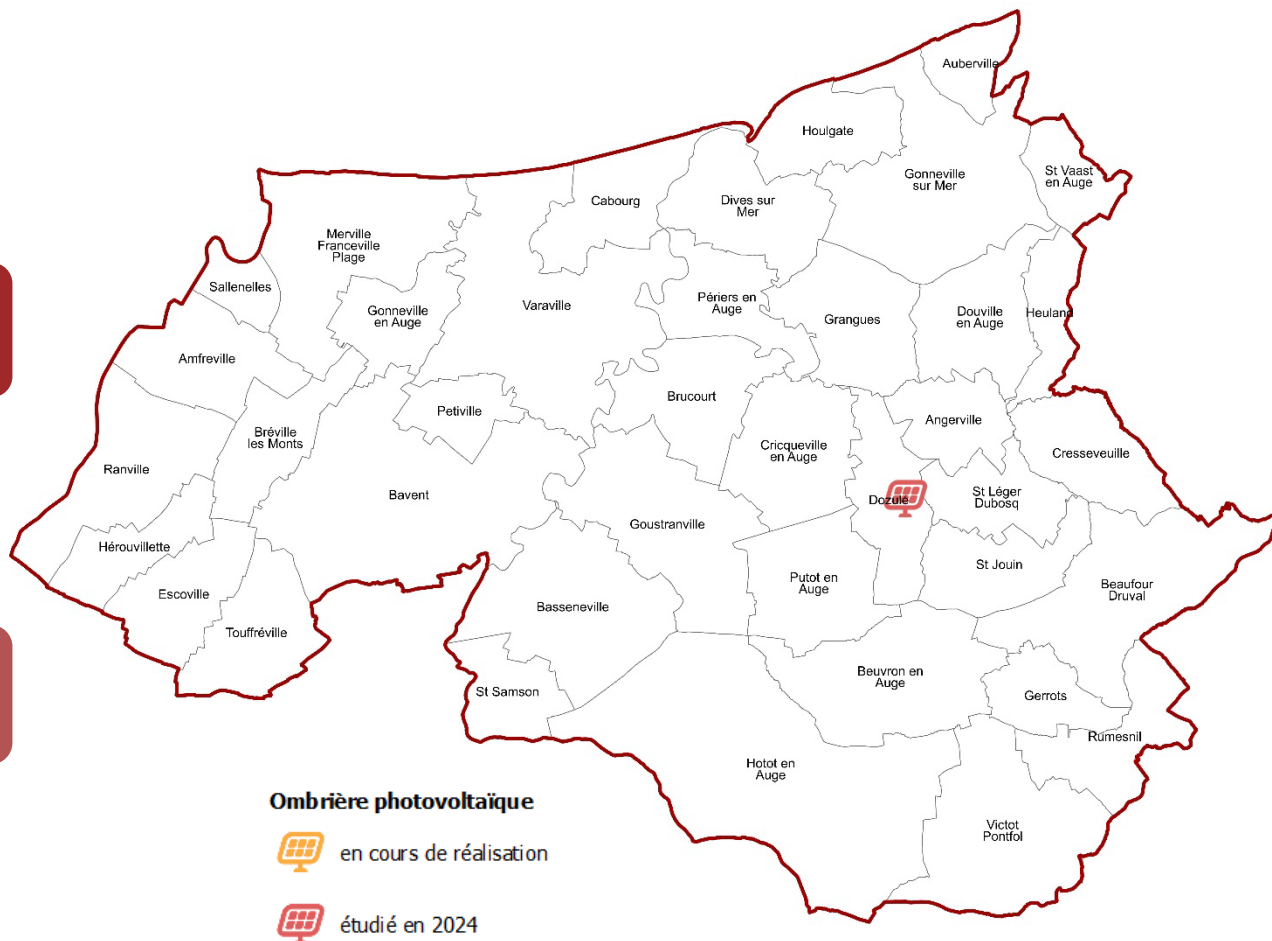 Auberville
Houlgate
Gonneville
sur Mer
St Vaast
en Auge
Cabourg
Dives sur
Mer
Merville
Franceville
Plage
Sallenelles
Gonneville
en Auge
Varaville
Périers en
Auge
Grangues
Douville
en Auge
Heuland
Amfreville
Petiville
Brucourt
Angerville
Bréville
les Monts
Cricqueville
en Auge
Cresseveuille
Ranville
Bavent
Dozulé
St Léger
Dubosq
Goustranville
Hérouvillette
St Jouin
Escoville
Putot en
Auge
Beaufour
Druval
Basseneville
Touffréville
Beuvron en
Auge
St Samson
Gerrots
Rumesnil
Hotot en
Auge
Victot
Pontfol
Ombrière photovoltaïque
en cours de réalisation
étudié en 2024